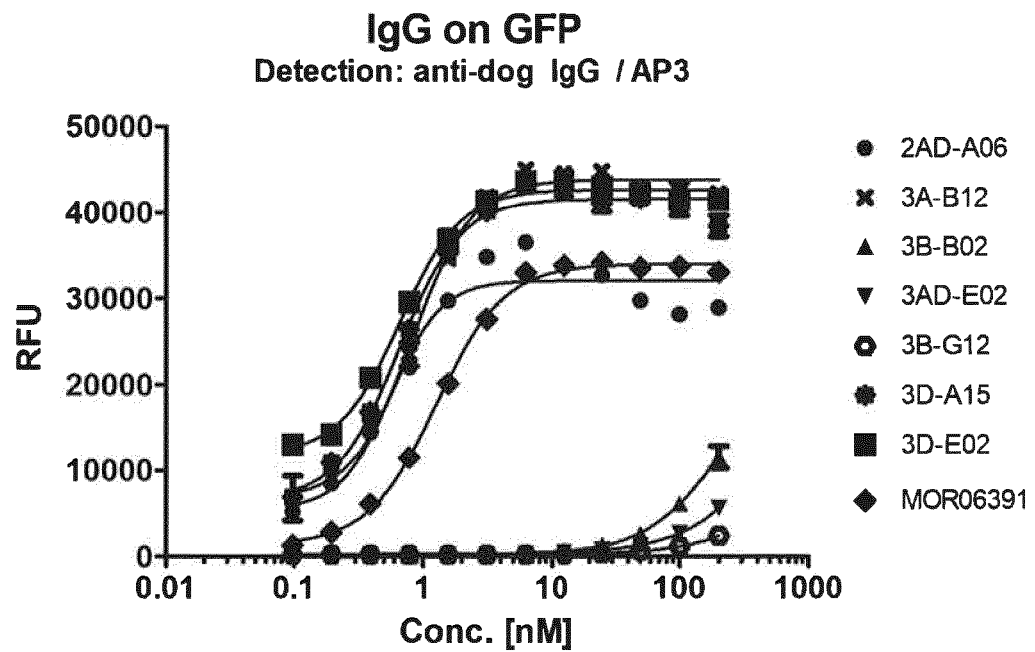 IgG on GFP
Detection: anti-dog IgG / AP3
50000
40000
30000
20000
10000
0
RFU
0.01
0.1
1
10
100
1000
Conc. [nM]
2AD-A06
3A-B12
3B-B02
3AD-E02
3B-G12
3D-A15
3D-E02
MOR06391